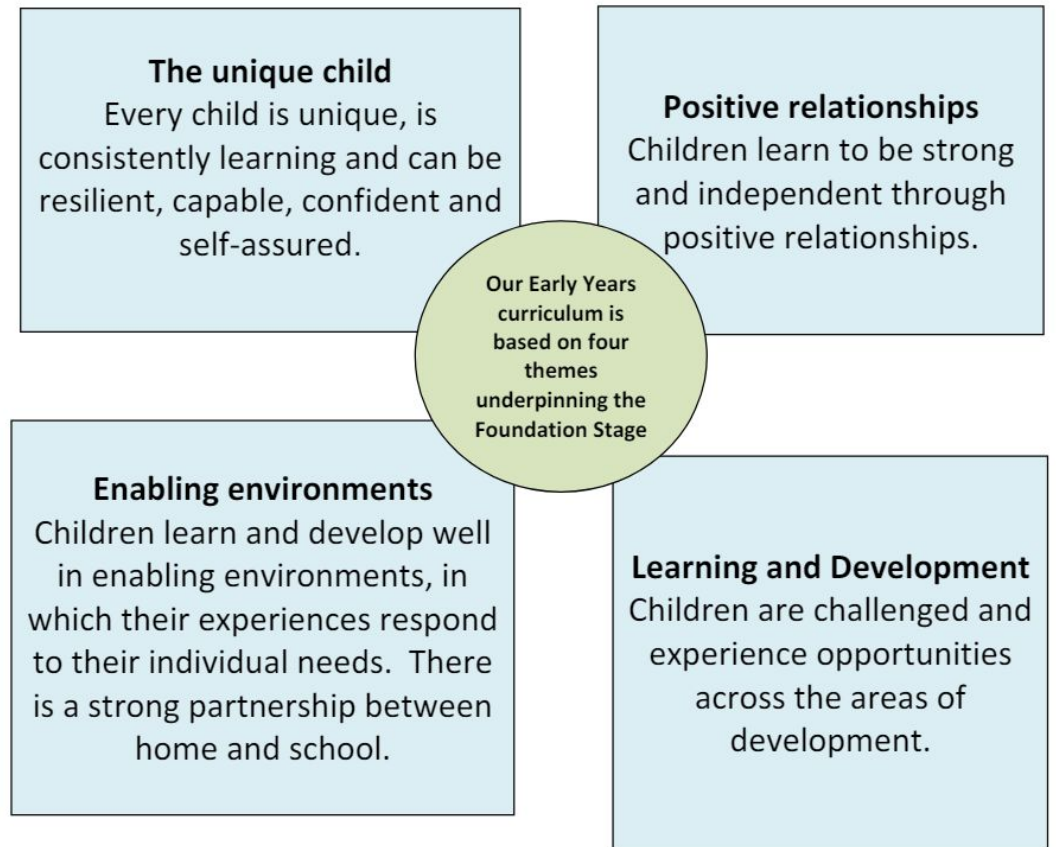 The unique child
Every child is unique, is
consistently learning and can be
resilient, capable, confident and
self-assured.
Positive relationships
Children learn to be strong
and independent through
positive relationships.
Our Early Years
curriculum is
based on four
themes
underpinning the
Foundation Stage
Enabling environments
Children learn and develop well
in enabling environments, in
which their experiences respond
to their individual needs.  There
is a strong partnership between
home and school.
Learning and Development
Children are challenged and
experience opportunities
across the areas of
development.